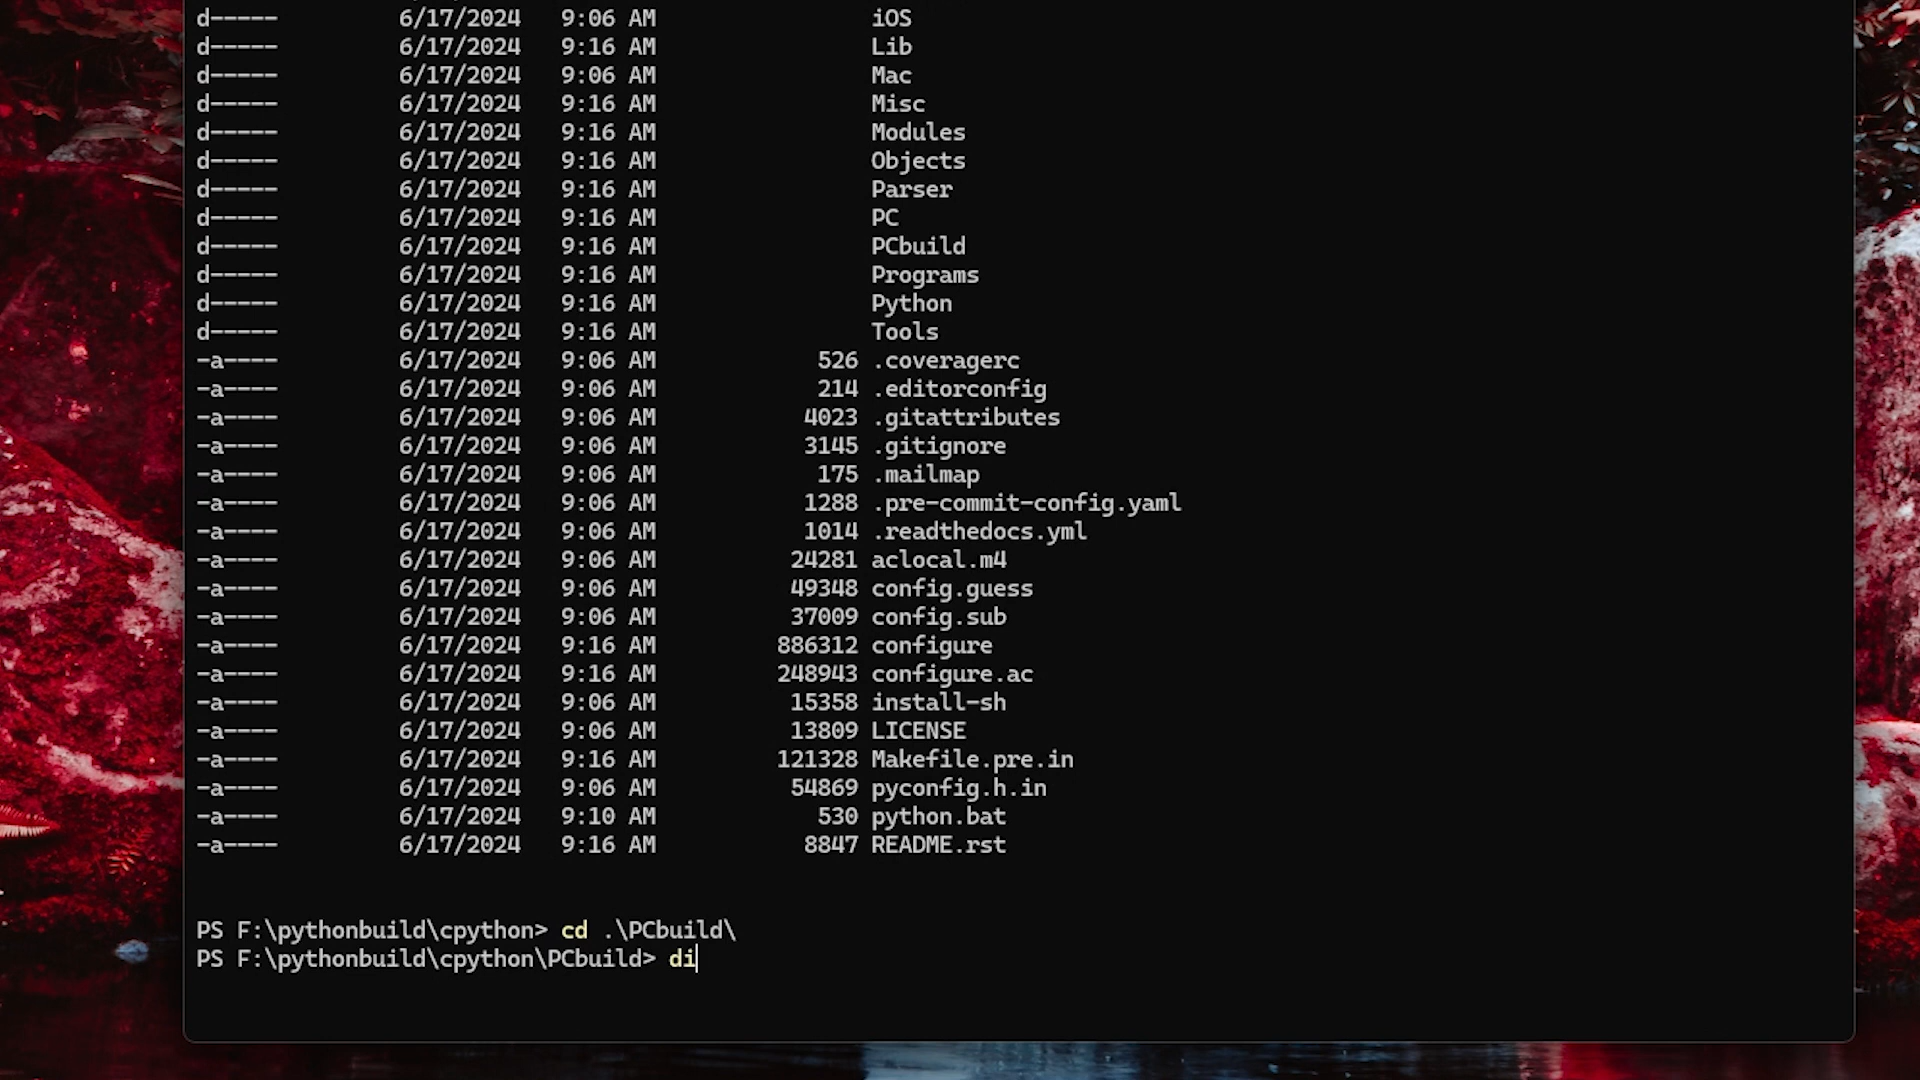 d----- 6/17/2024 9:06 AM iOS
d----- 6/17/2024 9:16 AM Lib
d----- 6/17/2024 9:06 AM Mac
d----- 6/17/2024 9:16 AM Misc
d----- 6/17/2024 9:16 AM Modules
d----- 6/17/2024 9:16 AM Objects
d----- 6/17/2024 9:16 AM Parser
d----- 6/17/2024 9:16 AM PC
d----- 6/17/2024 9:16 AM PCbuild
d----- 6/17/2024 9:16 AM Programs
d----- 6/17/2024 9:16 AM Python
d----- 6/17/2024 9:16 AM Tools
-a---- 6/17/2024 9:06 AM 526 .coveragerc
-a---- 6/17/2024 9:06 AM 214 .editorconfig
-a---- 6/17/2024 9:06 AM 4023 .gitattributes
-a---- 6/17/2024 9:06 AM 3145 .gitignore
-a---- 6/17/2024 9:06 AM 175 .mailmap
-a---- 6/17/2024 9:06 AM 1288 .pre-commit-config.yaml
-a---- 6/17/2024 9:06 AM 1014 .readthedocs.yml
-a---- 6/17/2024 9:06 AM 24281 aclocal.m4
-a---- 6/17/2024 9:06 AM 49348 config.guess
-a---- 6/17/2024 9:06 AM 37009 config.sub
-a---- 6/17/2024 9:16 AM 886312 configure
-a---- 6/17/2024 9:16 AM 248943 configure.ac
-a---- 6/17/2024 9:06 AM 15358 install-sh
-a---- 6/17/2024 9:06 AM 13809 LICENSE
-a---- 6/17/2024 9:16 AM 121328 Makefile.pre.in
-a---- 6/17/2024 9:06 AM 54869 pyconfig.h.in
-a---- 6/17/2024 9:10 AM 530 python.bat
-a---- 6/17/2024 9:16 AM 8847 README.rst
PS F:\pythonbuild\cpython> cd .\PCbuild\
PS F:\pythonbuild\cpython\PCbuild> di